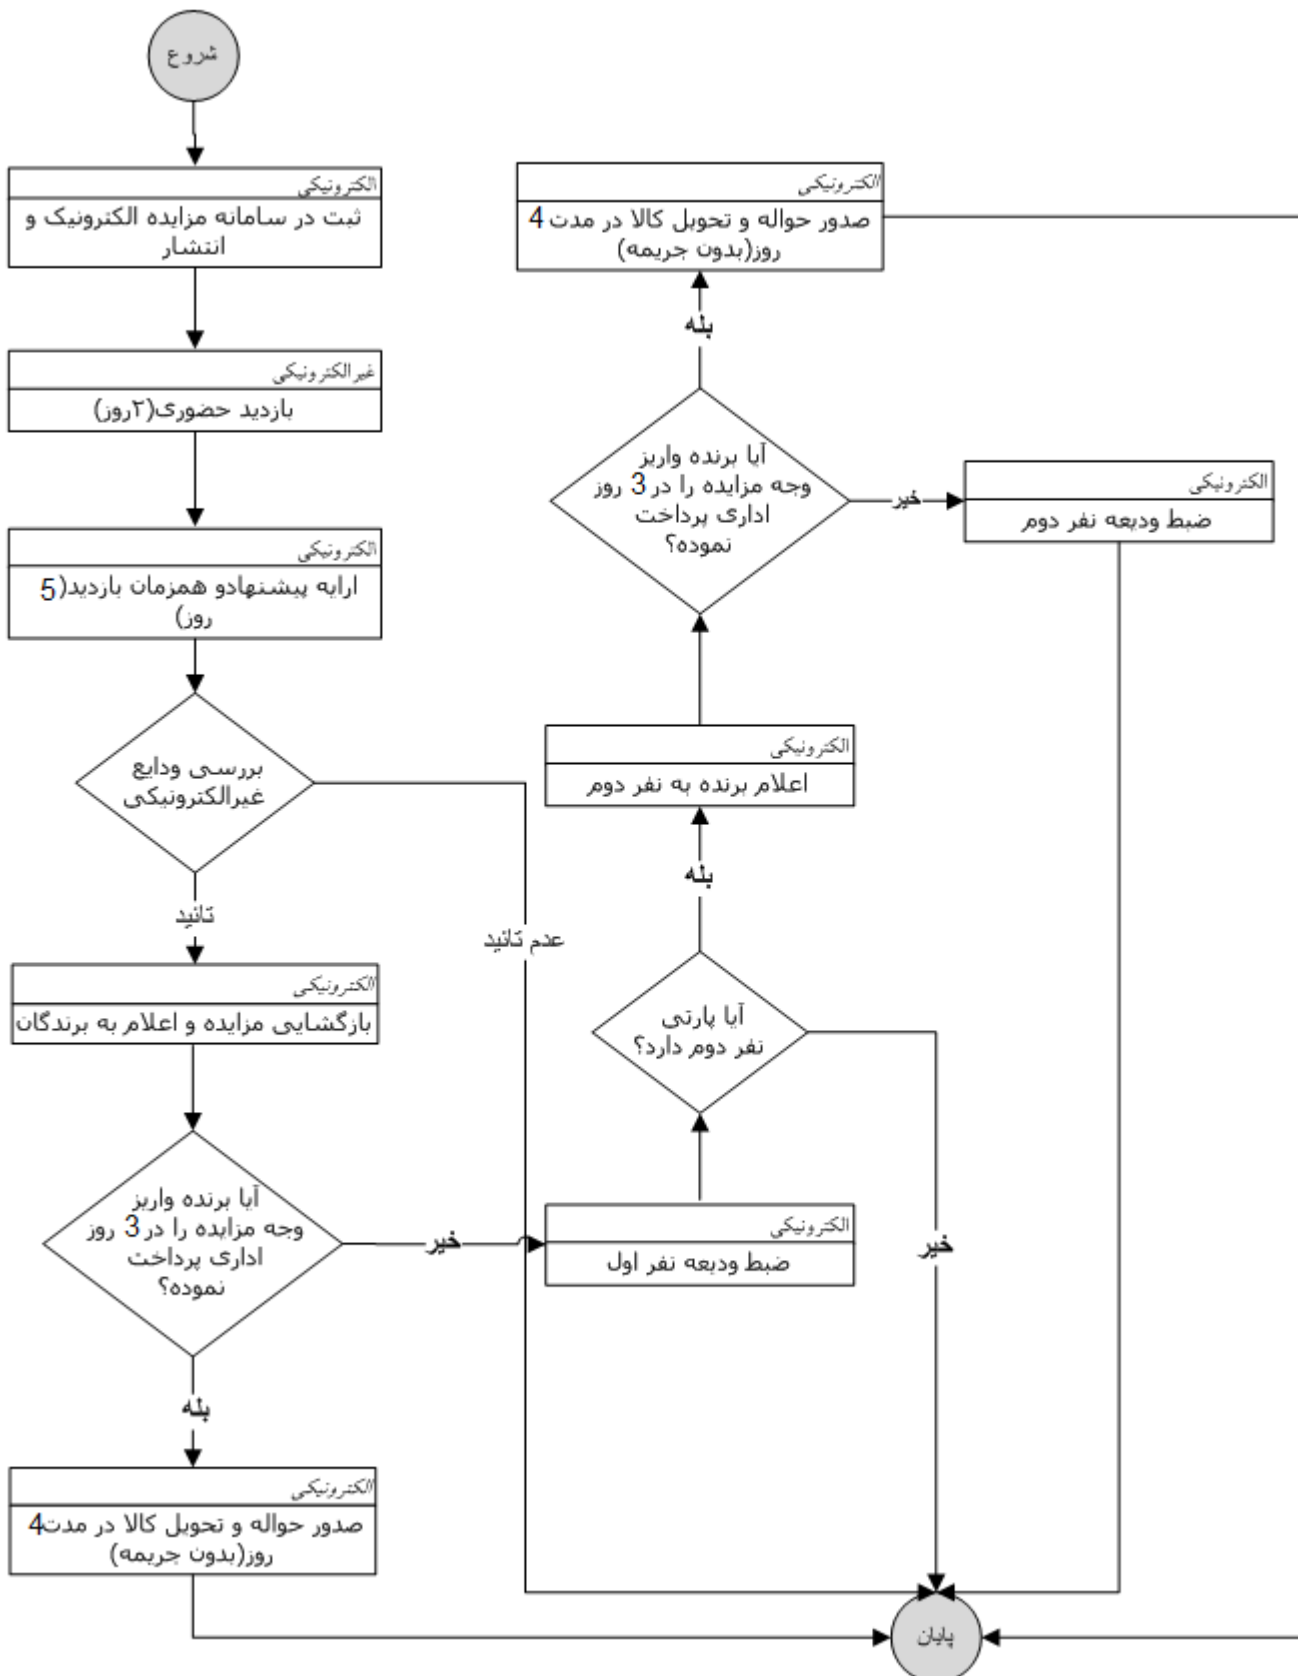 شروع
الکترونیکی
ثبت در سامانه مزایده الکترونیک و
انتشار
غیرالکترونیکی
بازدید حضوری(۲روز)
الکترونیکی
ارایه پیشنهادو همزمان بازدید(5
روز)
بررسی ودایع
غیرالکترونیکی
تائید
عدم تائید
الکترونیکی
بازگشایی مزایده و اعلام به برندگان
آیا برنده واریز
وجه مزایده را در 3 روز
اداری پرداخت
نموده؟
خیر
بله
الکترونیکی
صدور حواله و تحویل کالا در مدت4
روز(بدون جریمه)
الکترونیکی
ضبط ودیعه نفر اول
آیا پارتی
نفر دوم دارد؟
خیر
بله
الکترونیکی
اعلام برنده به نفر دوم
آیا برنده واریز
وجه مزایده را در 3 روز
اداری پرداخت
نموده؟
خیر
بله
الکترونیکی
ضبط ودیعه نفر دوم
الکترونیکی
صدور حواله و تحویل کالا در مدت 4
روز(بدون جریمه)
پایان